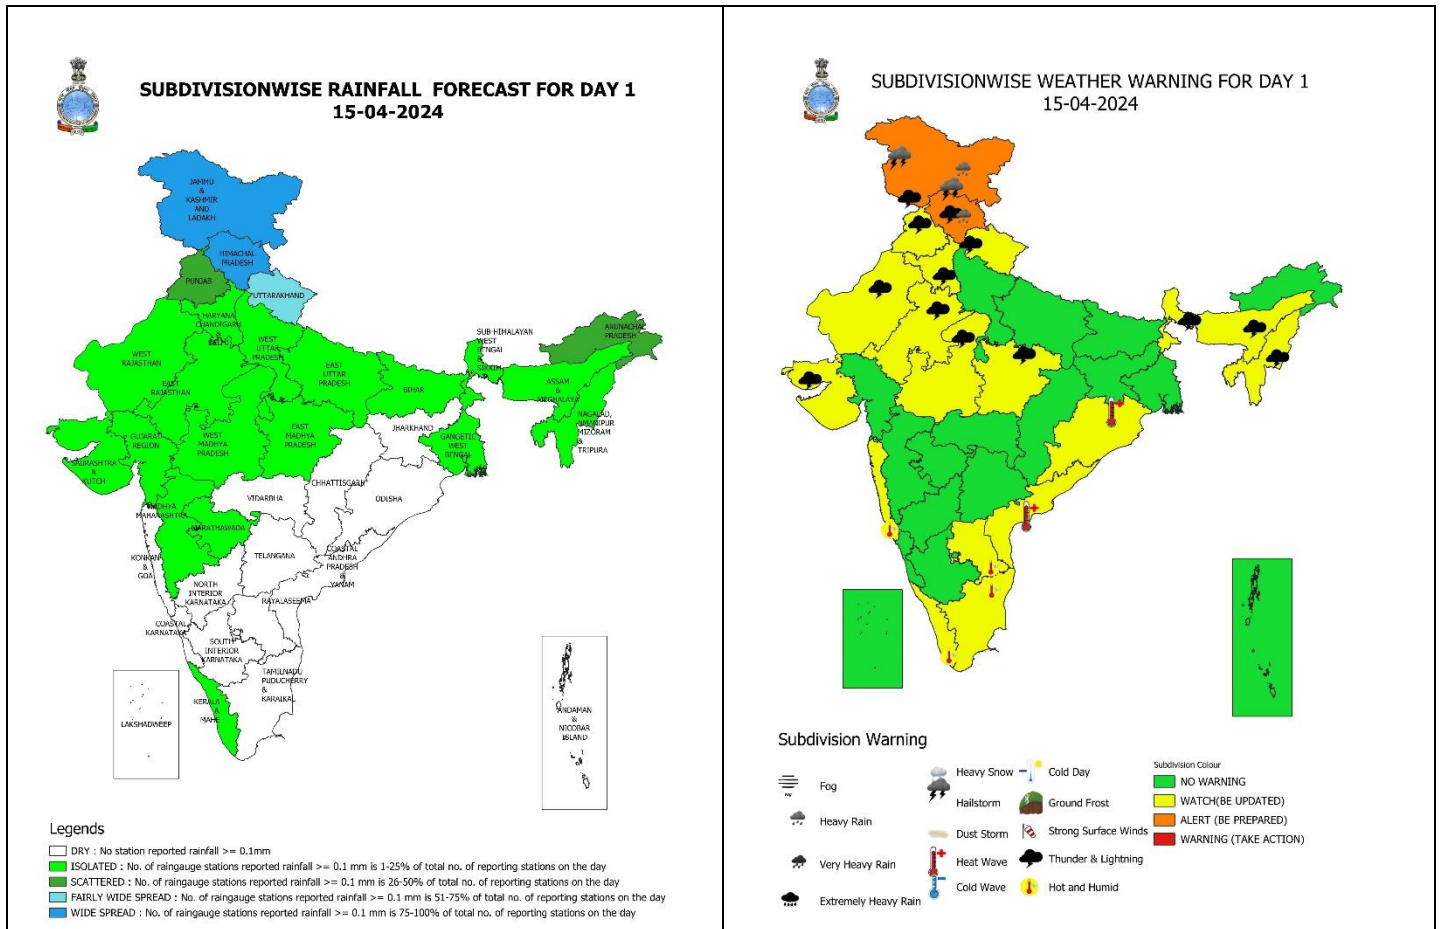 SUBDIVISIONWISE RAINFALL FORECAST FOR DAY 1
15-04-2024
JAMMU
&
KASHMIR
AND
LADAKH
HIMACHAL
PRADESH
PUNJAB
UTTARAKHAND
HARYANA
CHANDIGARH
&
DELHI
WEST
UTTAR
PRADESH
WEST
RAJASTHAN
EAST
RAJASTHAN
EAST
UTTAR
PRADESH
BIHAR
SUB-HIMALAYAN
WEST
BENGAL
&
SIKKIM
ARUNACHAL
PRADESH
ASSAM
&
MEGHALAYA
NAGALAD,
MANIPUR
MIZORAM
&
TRIPURA
JHARKHAND
GANGETIC
WEST
BENGAL
GUJARAT
REGION
SAURASHTRA
&
KUTCH
WEST
MADHYA
PRADESH
EAST
MADHYA
PRADESH
CHHATTISGARH
ODISHA
VIDARBHA
MADHYA
MAHARASHTRA
MARATHAWADA
KONKAN
&
GOA
TELANGANA
COASTAL
ANDHRA
PRADESH
&
YANAM
NORTH
INTERIOR
KARNATAKA
RAYALASEEMA
COASTAL
KARNATAKA
SOUTH
INTERIOR
KARNATAKA
TAMILNADU
PUDUCHERRY
&
KARAIKAL
KERALA
&
MAHE
LAKSHADWEEP
ANDAMAN
&
NICOBAR
ISLAND
Legends
DRY : No station reported rainfall >= 0.1mm
ISOLATED : No. of raingauge stations reported rainfall >= 0.1 mm is 1-25% of total no. of reporting stations on the day
SCATTERED : No. of raingauge stations reported rainfall >= 0.1 mm is 26-50% of total no. of reporting stations on the day
FAIRLY WIDE SPREAD : No. of raingauge stations reported rainfall >= 0.1 mm is 51-75% of total no. of reporting stations on the day
WIDE SPREAD : No. of raingauge stations reported rainfall >= 0.1 mm is 75-100% of total no. of reporting stations on the day
SUBDIVISIONWISE WEATHER WARNING FOR DAY 1
15-04-2024
Subdivision Warning
Fog
Heavy Rain
Very Heavy Rain
Extremely Heavy Rain
Heavy Snow
Hailstorm
Dust Storm
Heat Wave
Cold Wave
Cold Day
Ground Frost
Strong Surface Winds
Thunder & Lightning
Hot and Humid
Subdivision Colour
NO WARNING
WATCH(BE UPDATED)
ALERT (BE PREPARED)
WARNING (TAKE ACTION)